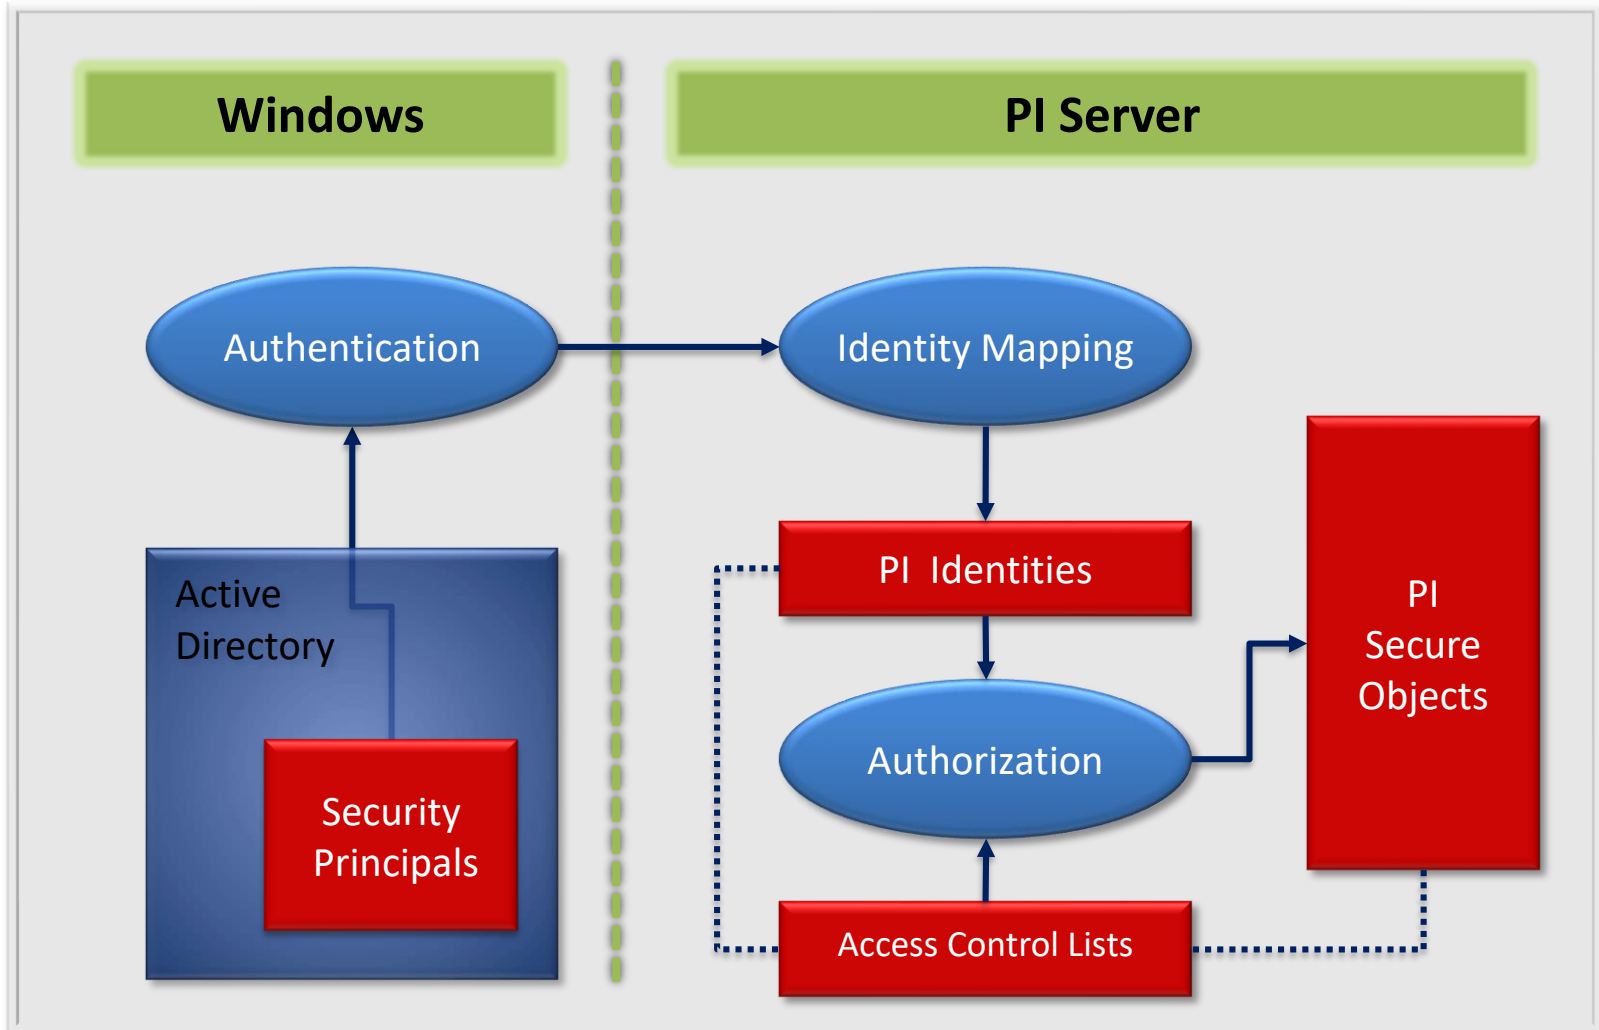 Windows
PI Server
Authentication
Identity Mapping
Active
Directory
Security
Principals
PI  Identities
Authorization
Access Control Lists
PI
Secure
Objects